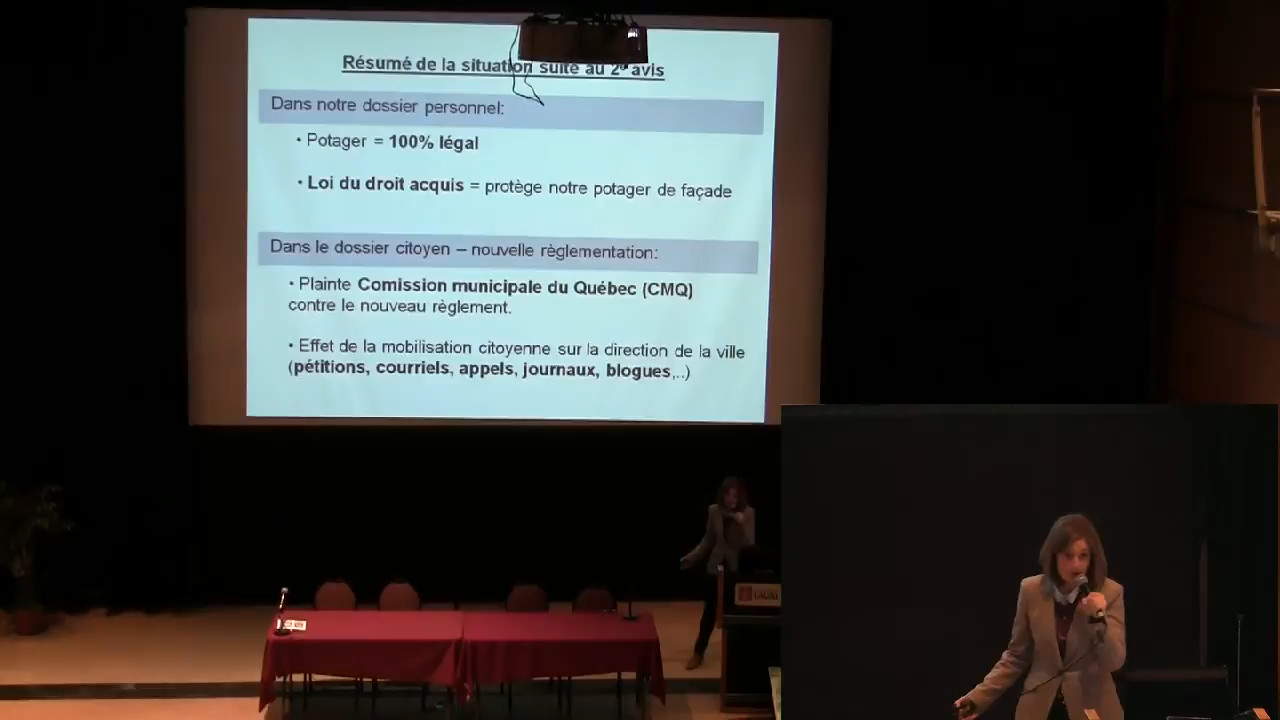 Résumé de la situation suite au 2e avis
Dans notre dossier personnel:
• Potager = 100% légal
• Loi du droit acquis = protège notre potager de façade
Dans le dossier citoyen – nouvelle règlementation:
• Plainte Comission municipale du Québec (CMQ)
contre le nouveau règlement.
• Effet de la mobilisation citoyenne sur la direction de la ville
(pétitions, courriels, appels, journaux, blogues,..)
LAVAL